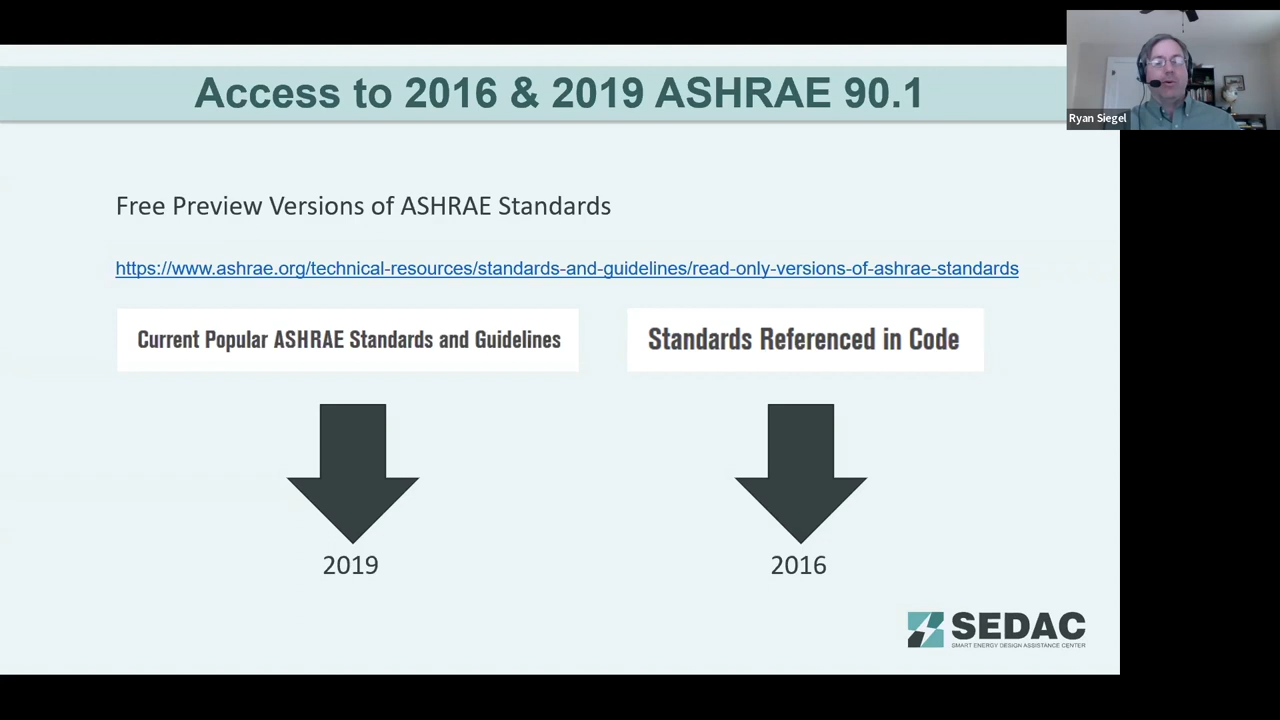 Access to 2016 & 2019 ASHRAE 90.1
Ryan Siegel
Free Preview Versions of ASHRAE Standards
https://www.ashrae.org/technical-resources/standards-and-guidelines/read-only-versions-of-ashrae-standards
Current Popular ASHRAE Standards and Guidelines
Standards Referenced in Code
2019
2016
SEDAC
SMART ENERGY DESIGN ASSISTANCE CENTER